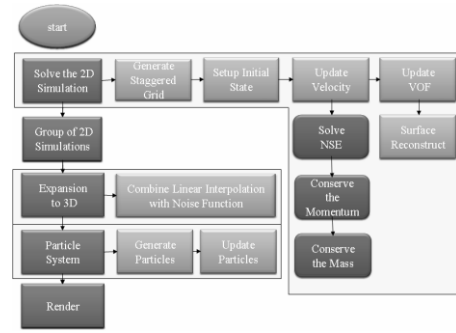 start
Solve the 2D
Simulation
Generate
Staggered
Grid
Setup Initial
State
Update
Velocity
Update
VOF
Group of 2D
Simulations
Solve
NSE
Surface
Reconstruct
Expansion
to 3D
Combine Linear Interpolation
with Noise Function
Conserve
the
Momentum
Particle
System
Generate
Particles
Update
Particles
Conserve
the Mass
Render